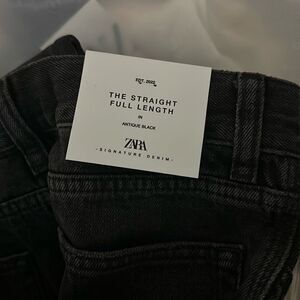 EST. 2022
THE STRAIGHT
FULL LENGTH
IN
ANTIQUE BLACK
ZARA
-SIGNATURE DENIM-